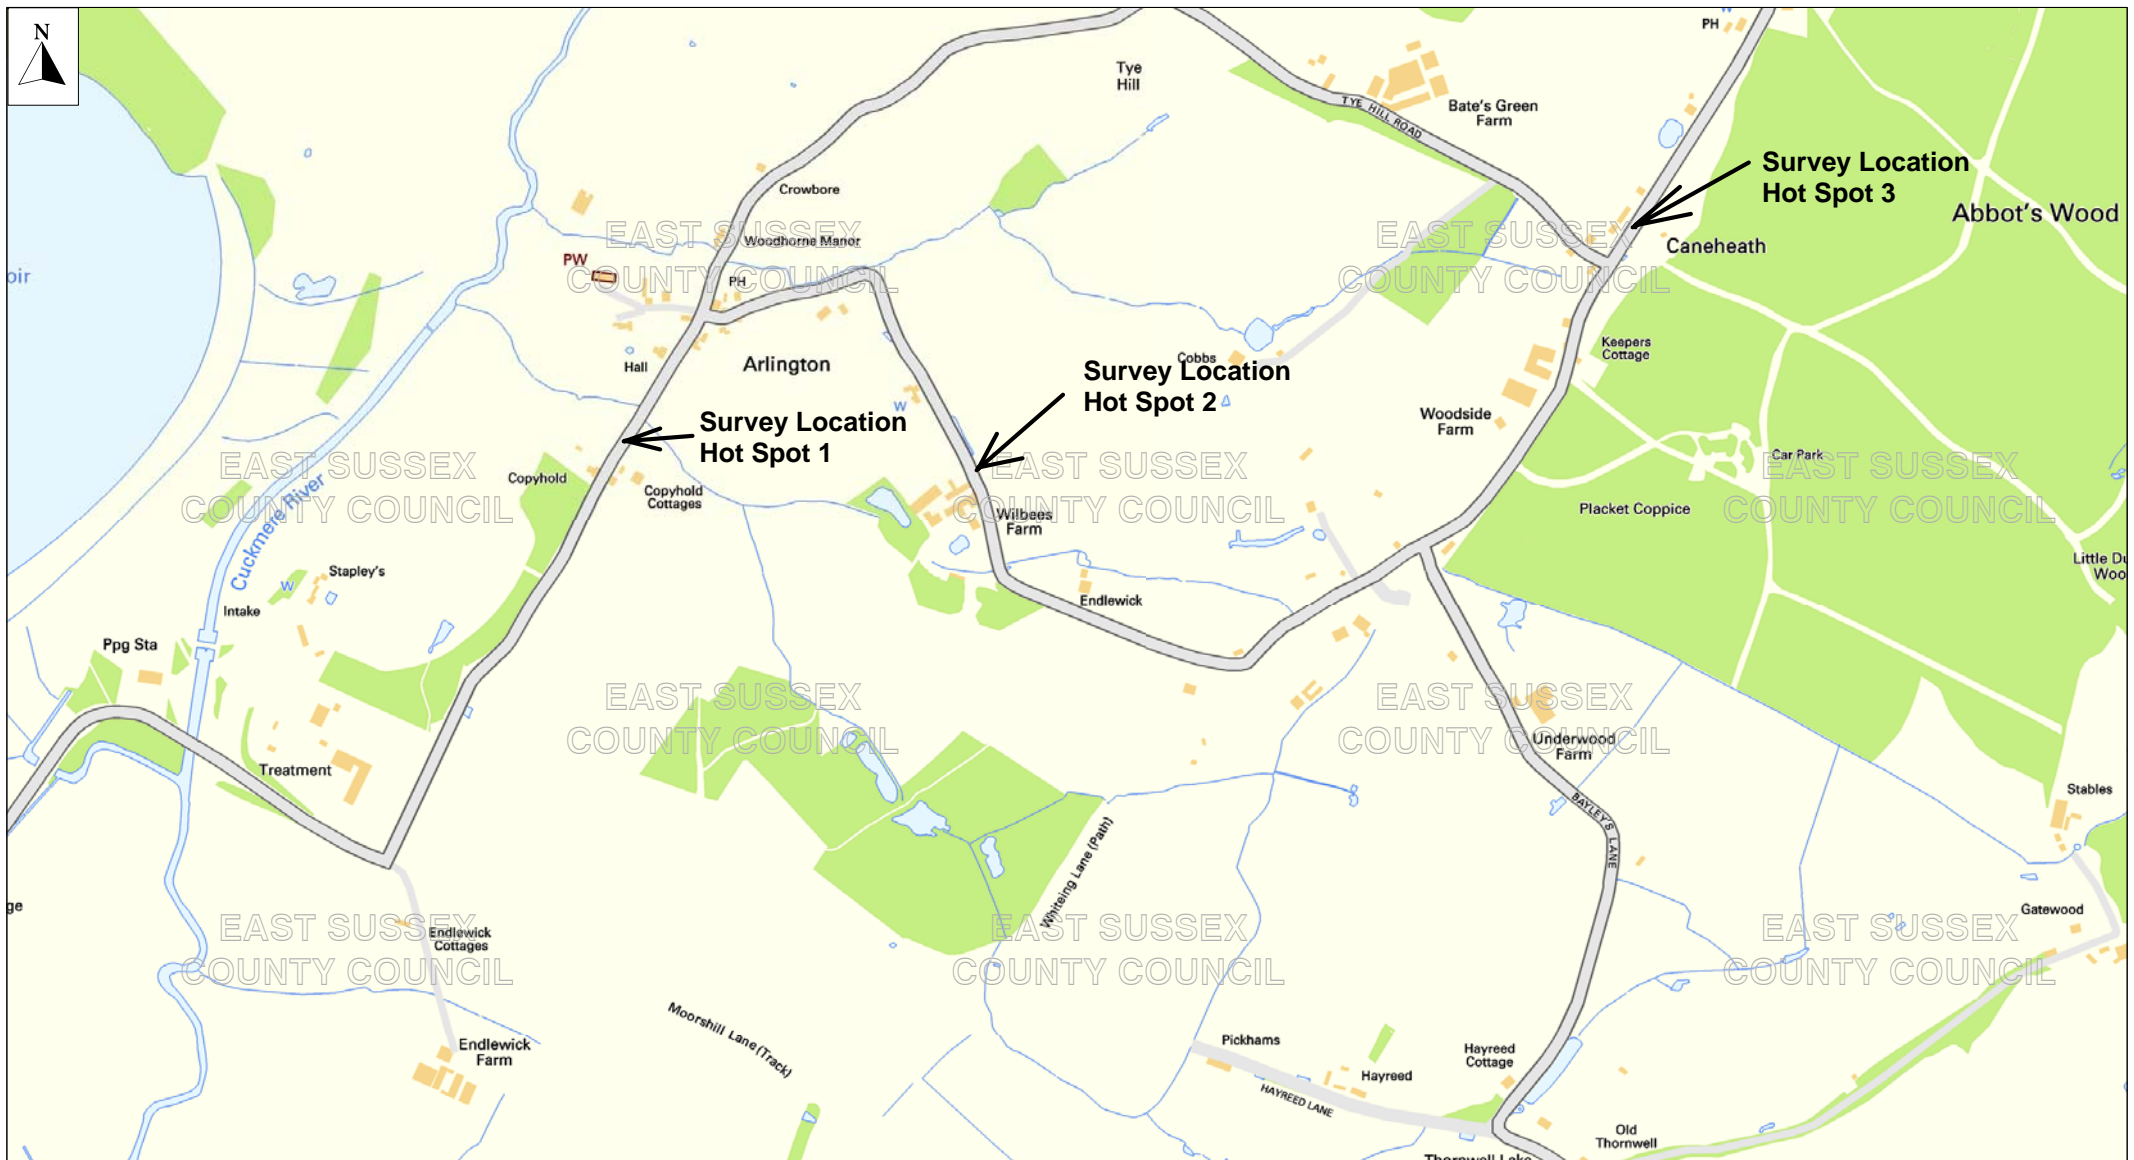 N
PH
Tye
Hill
TYE HILL ROAD
Bate's Green
Farm
Survey Location
Hot Spot 3
Abbot's Wood
Caneheath
Crowbore
Woodhorne Manor
EAST SUSSEX
COUNTY COUNCIL
EAST SUSSEX
COUNTY COUNCIL
PW
PH
Hall
Arlington
Keepers
Cottage
Cobbs
Survey Location
Hot Spot 2
W
Survey Location
Hot Spot 1
Woodside
Farm
Car Park
Copyhold
Copyhold
Cottages
EAST SUSSEX
COUNTY COUNCIL
EAST SUSSEX
COUNTY COUNCIL
EAST SUSSEX
COUNTY COUNCIL
Cuckmere River
Wilbees
Farm
Placket Coppice
Stapley's
W
Intake
Endlewick
Ppg Sta
EAST SUSSEX
COUNTY COUNCIL
EAST SUSSEX
COUNTY COUNCIL
Underwood
Farm
Treatment
BAYLEY'S LANE
Stables
Whiteing Lane (Path)
Gatewood
EAST SUSSEX
COUNTY COUNCIL
EAST SUSSEX
COUNTY COUNCIL
EAST SUSSEX
COUNTY COUNCIL
Endlewick
Cottages
Moorshill Lane (Track)
Endlewick
Farm
Pickhams
Hayreed
Cottage
Hayreed
HAYREED LANE
Old
Thornwell